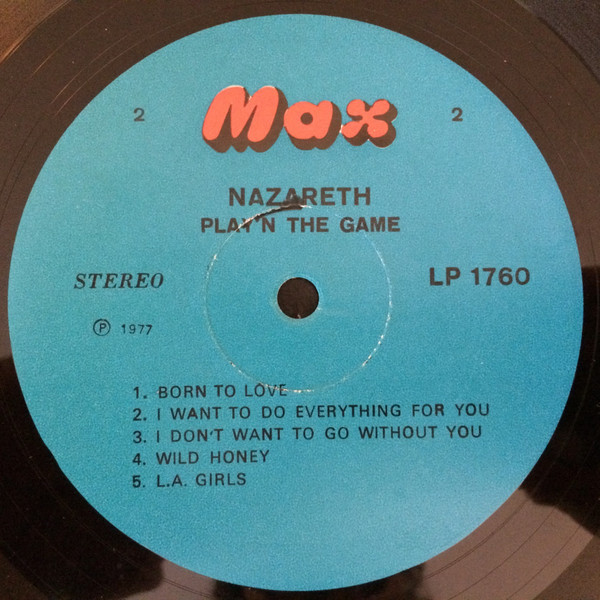 2 Max 2
NAZARETH
PLAY'N THE GAME
STEREO LP 1760
Ⓟ 1977
1. BORN TO LOVE
2. I WANT TO DO EVERYTHING FOR YOU
3. I DON'T WANT TO GO WITHOUT YOU
4. WILD HONEY
5. L.A. GIRLS